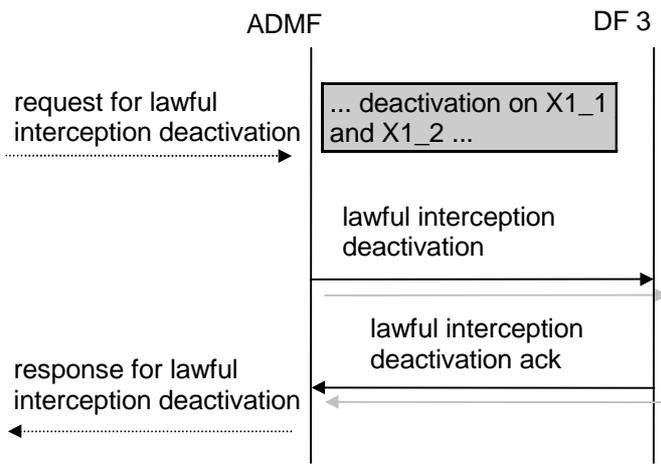 ADMF
DF 3
request for lawful
interception deactivation
... deactivation on X1_1
and X1_2 ...
lawful interception
deactivation
lawful interception
deactivation ack
response for lawful
interception deactivation